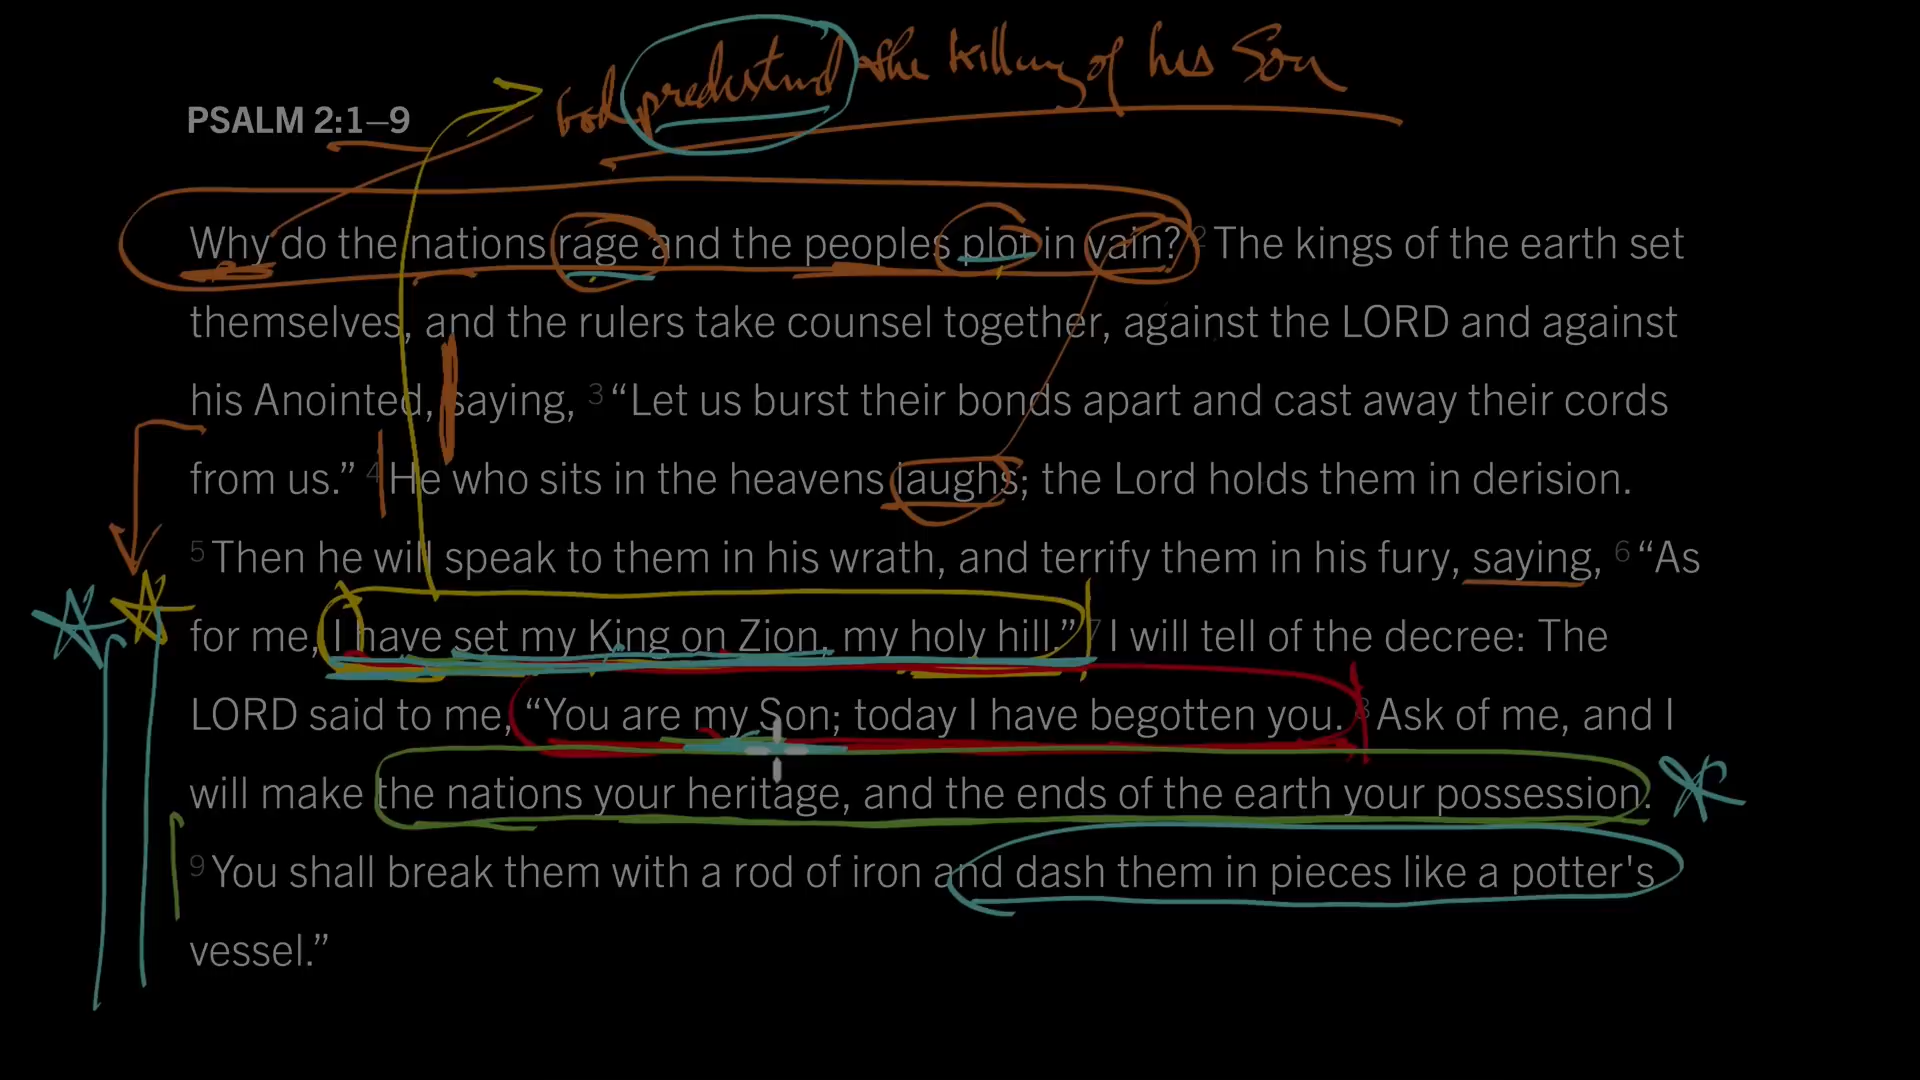 God predestined the killing of his Son
PSALM 2:1–9
Why do the nations rage and the peoples plot in vain? 2 The kings of the earth set
themselves, and the rulers take counsel together, against the LORD and against
his Anointed, saying, 3 “Let us burst their bonds apart and cast away their cords
from us.” 4 He who sits in the heavens laughs; the Lord holds them in derision.
5 Then he will speak to them in his wrath, and terrify them in his fury, saying, 6 “As
for me, I have set my King on Zion, my holy hill.” 7 I will tell of the decree: The
LORD said to me, “You are my Son; today I have begotten you. 8 Ask of me, and I
will make the nations your heritage, and the ends of the earth your possession.
9 You shall break them with a rod of iron and dash them in pieces like a potter's
vessel.”